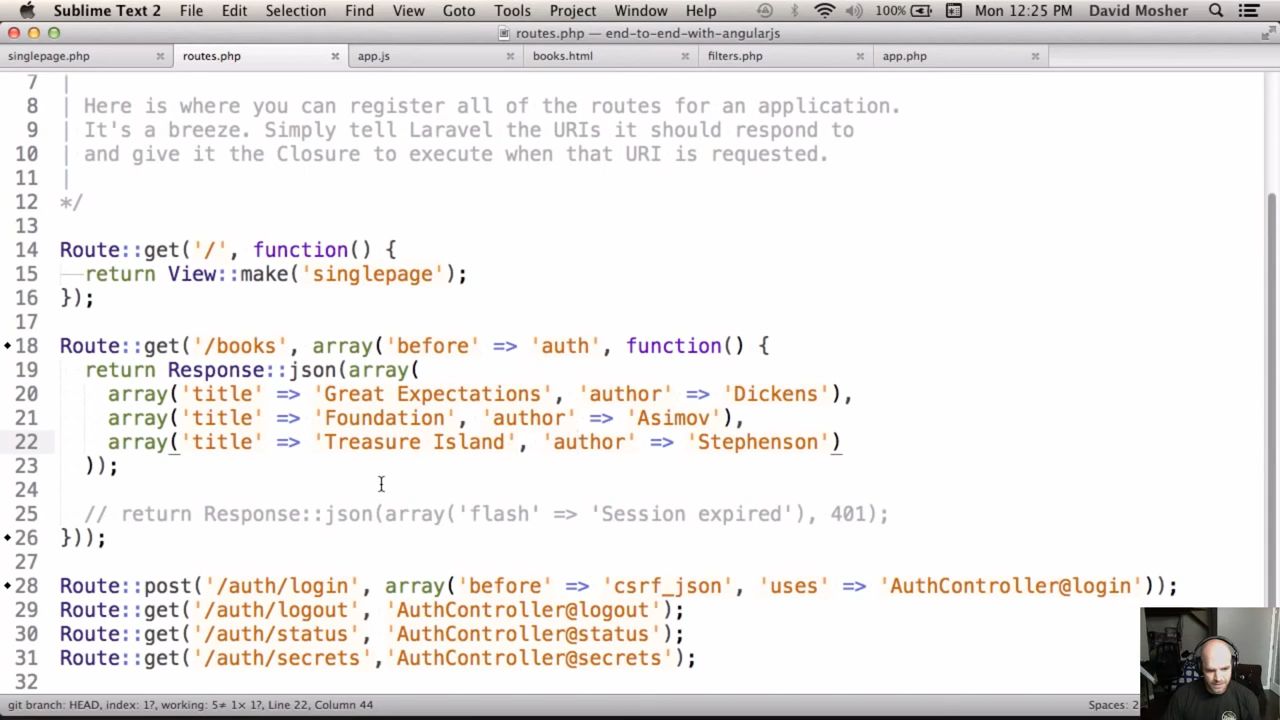 Sublime Text 2 File Edit Selection Find View Goto Tools Project Window Help 100% Mon 12:25 PM David Mosher
routes.php — end-to-end-with-angularjs
singlepage.php routes.php app.js books.html filters.php app.php
7 |
8 | Here is where you can register all of the routes for an application.
9 | It's a breeze. Simply tell Laravel the URIs it should respond to
10 | and give it the Closure to execute when that URI is requested.
11 |
12 */
13
14 Route::get('/', function() {
15 return View::make('singlepage');
16 });
17
18 Route::get('/books', array('before' => 'auth', function() {
19 return Response::json(array(
20 array('title' => 'Great Expectations', 'author' => 'Dickens'),
21 array('title' => 'Foundation', 'author' => 'Asimov'),
22 array('title' => 'Treasure Island', 'author' => 'Stephenson')
23 ));
24
25 // return Response::json(array('flash' => 'Session expired'), 401);
26 }));
27
28 Route::post('/auth/login', array('before' => 'csrf_json', 'uses' => 'AuthController@login'));
29 Route::get('/auth/logout', 'AuthController@logout');
30 Route::get('/auth/status', 'AuthController@status');
31 Route::get('/auth/secrets','AuthController@secrets');
32
git branch: HEAD, index: 1?, working: 5≠ 1× 1?, Line 22, Column 44 Spaces: 2